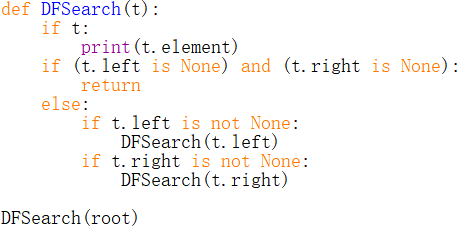 def DFSearch(t):
    if t:
        print(t.element)
    if (t.left is None) and (t.right is None):
        return
    else:
        if t.left is not None:
            DFSearch(t.left)
        if t.right is not None:
            DFSearch(t.right)

DFSearch(root)